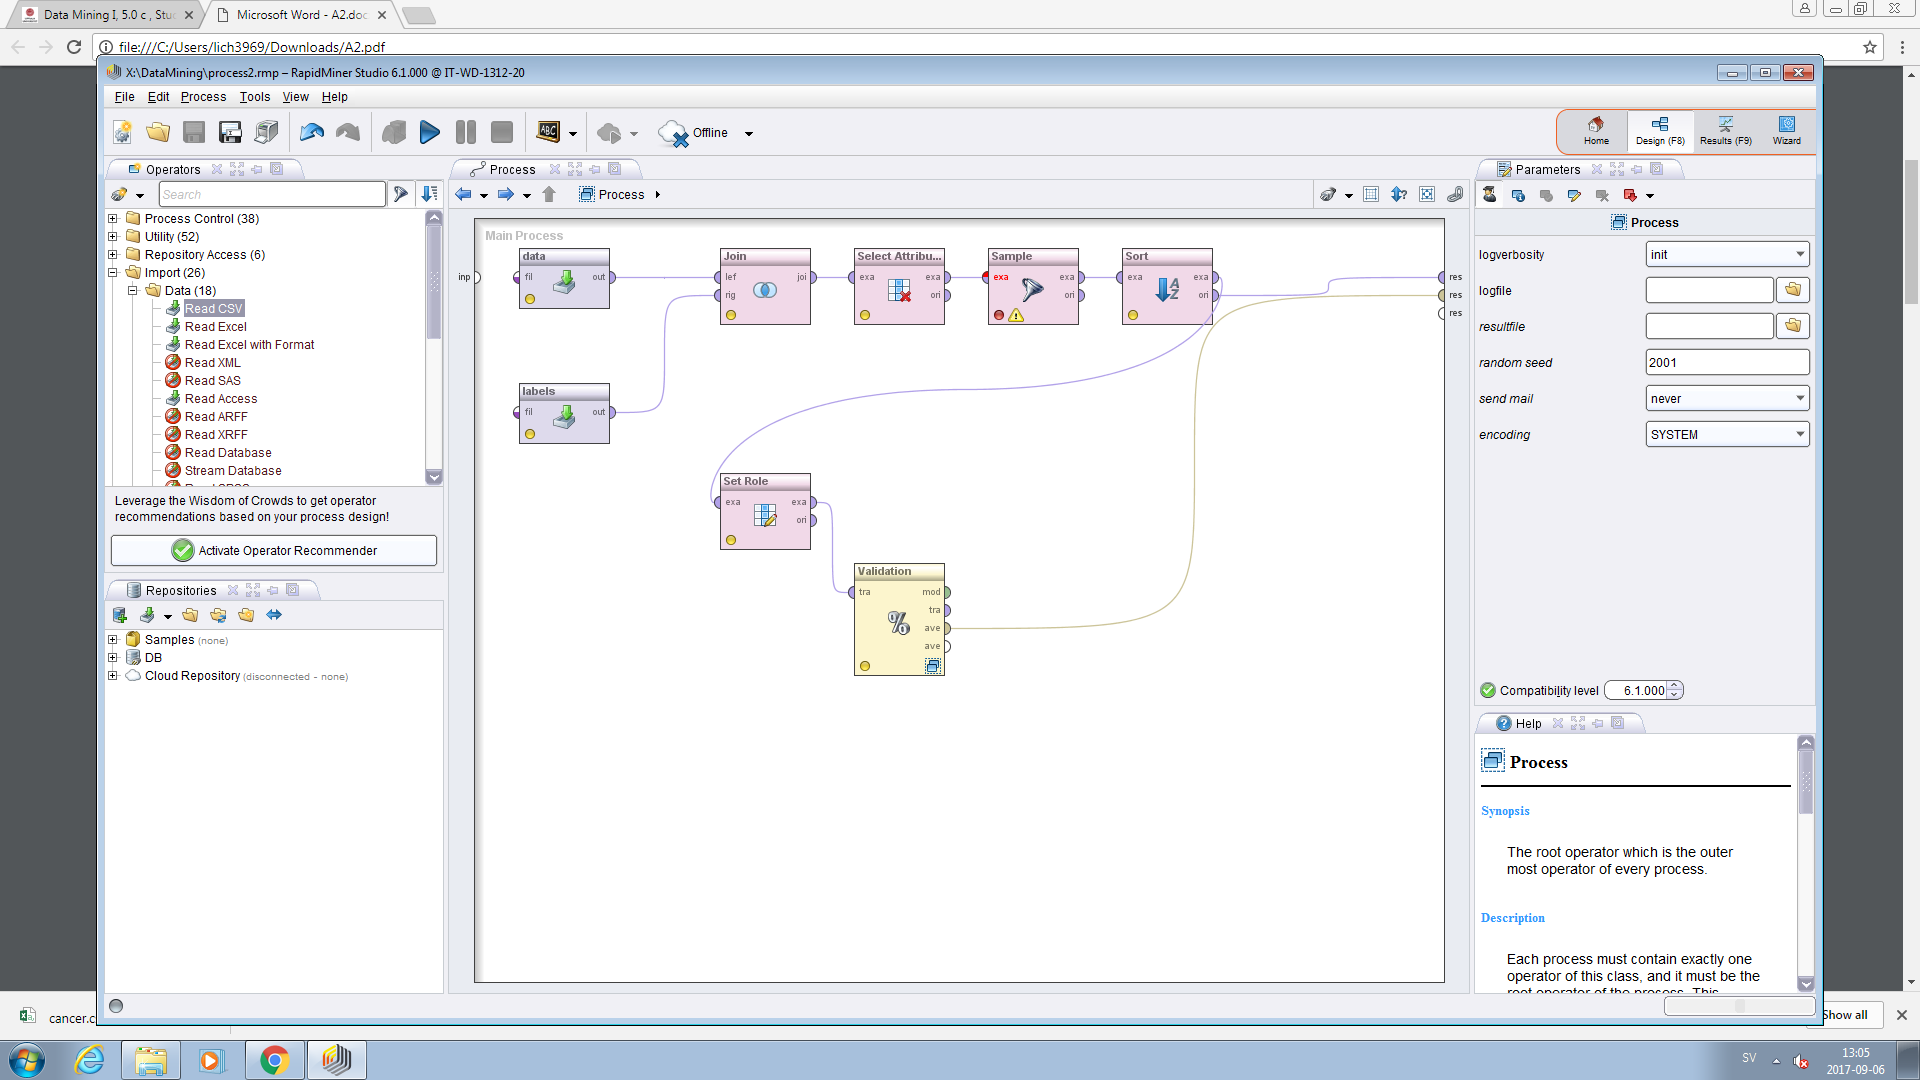 Data Mining I, 5.0 c , Stu
Microsoft Word - A2.doc
file:///C:/Users/lich3969/Downloads/A2.pdf
X:\DataMining\process2.rmp – RapidMiner Studio 6.1.000 @ IT-WD-1312-20
File Edit Process Tools View Help
ABC
Offline
Home
Design (F8)
Results (F9)
Wizard
Operators
Search
Process Control (38)
Utility (52)
Repository Access (6)
Import (26)
Data (18)
Read CSV
Read Excel
Read Excel with Format
Read XML
Read SAS
Read Access
Read ARFF
Read XRFF
Read Database
Stream Database
Leverage the Wisdom of Crowds to get operator
recommendations based on your process design!
Activate Operator Recommender
Repositories
Samples (none)
DB
Cloud Repository (disconnected - none)
Process
Process
Main Process
inp
data
fil out
Join
lef joi
rig
Select Attribu...
exa exa
ori
Sample
exa exa
ori
Sort
exa exa
ori
res
res
res
labels
fil out
Set Role
exa exa
ori
Validation
tra mod
tra
ave
ave
Parameters
Process
logverbosity init
logfile
resultfile
random seed 2001
send mail never
encoding SYSTEM
Compatibility level 6.1.000
Help
Process
Synopsis
The root operator which is the outer
most operator of every process.
Description
Each process must contain exactly one
operator of this class, and it must be the
root operator of the process. This
cancer.c
Show all
SV
13:05
2017-09-06